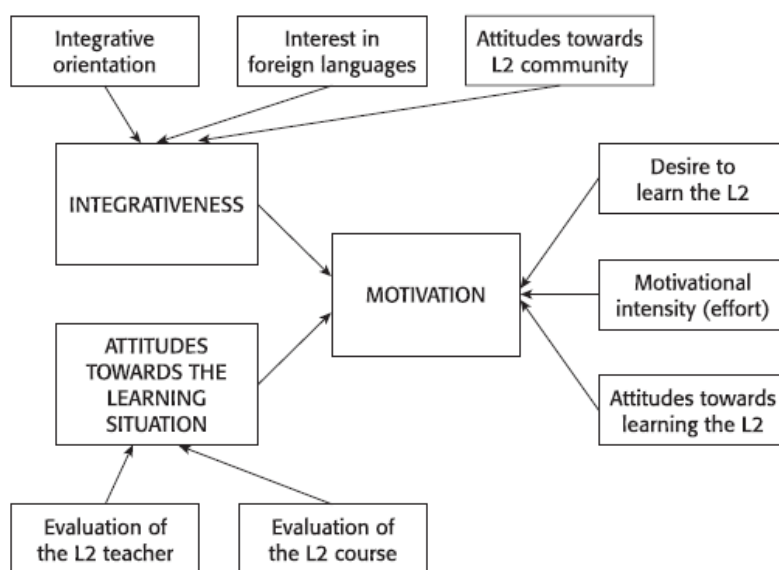 Integrative
orientation
Interest in
foreign languages
Attitudes towards
L2 community
INTEGRATIVENESS
Desire to
learn the L2
MOTIVATION
Motivational
intensity (effort)
ATTITUDES
TOWARDS THE
LEARNING
SITUATION
Attitudes towards
learning the L2
Evaluation of
the L2 teacher
Evaluation of
the L2 course